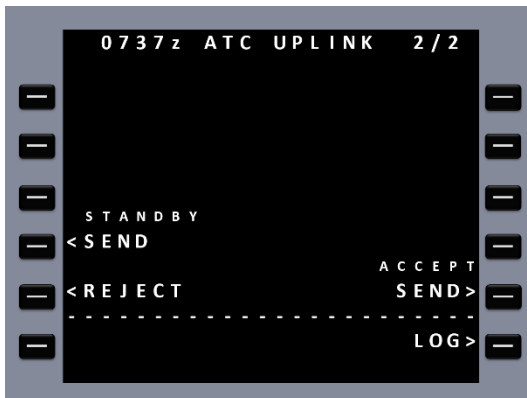 0737z ATC UPLINK 2/2
STANDBY
<SEND
ACCEPT
<REJECT SEND>
LOG>